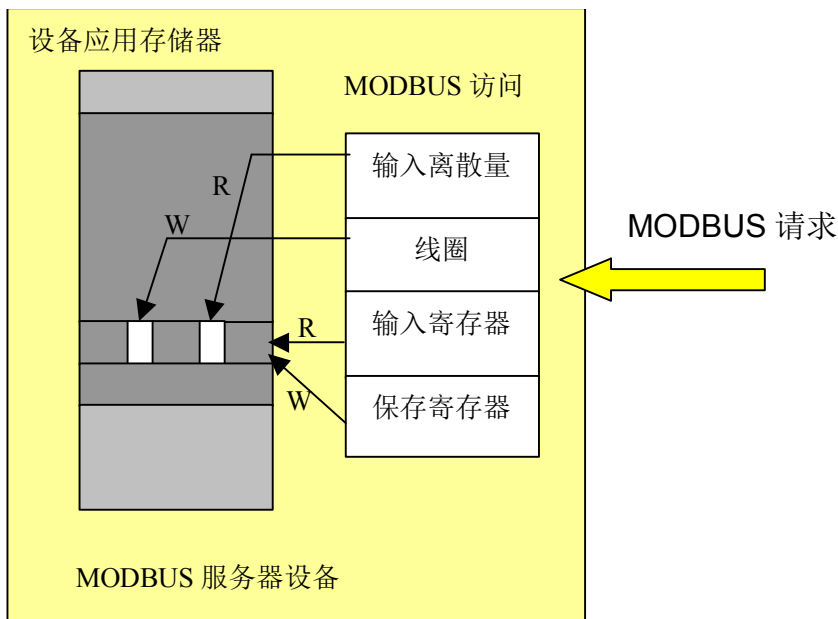 设备应用存储器
MODBUS 访问
输入离散量
R
W
线圈
MODBUS 请求
输入寄存器
R
保存寄存器
W
MODBUS 服务器设备